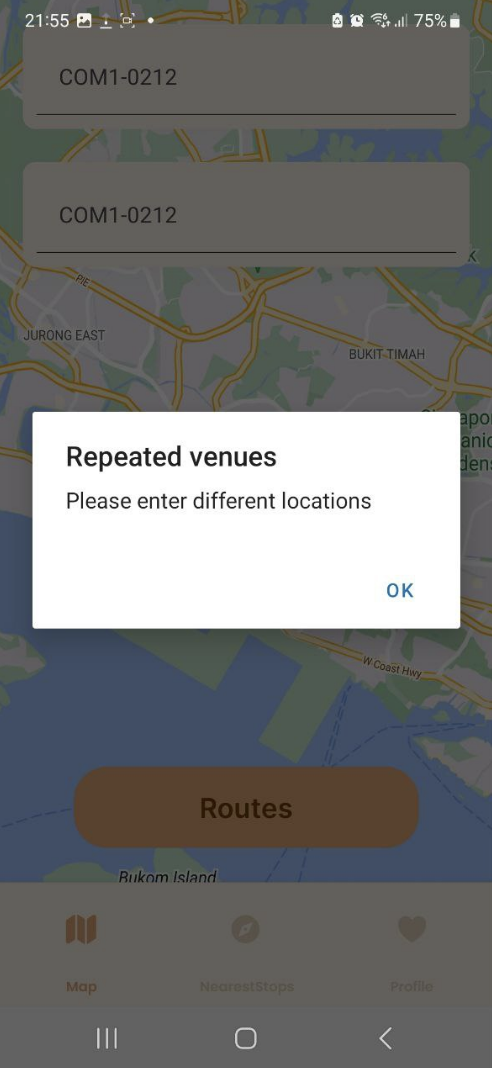 21:55 75%
COM1-0212
COM1-0212
PIE
JURONG EAST
BUKIT TIMAH
Repeated venues
Please enter different locations
OK
W Coast Hwy
Routes
Bukom Island
Map NearestStops Profile